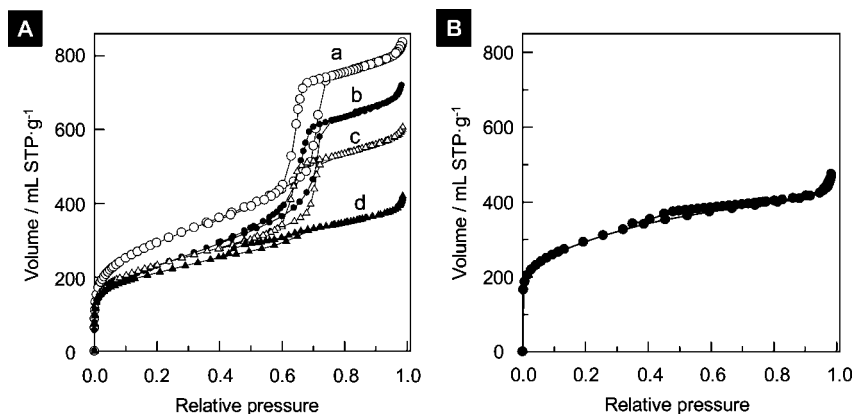 A
B
800
600
400
200
0
0.0 0.2 0.4 0.6 0.8 1.0
Volume / mL STP·g⁻¹
Relative pressure
a
b
c
d
800
600
400
200
0
0.0 0.2 0.4 0.6 0.8 1.0
Volume / mL STP·g⁻¹
Relative pressure